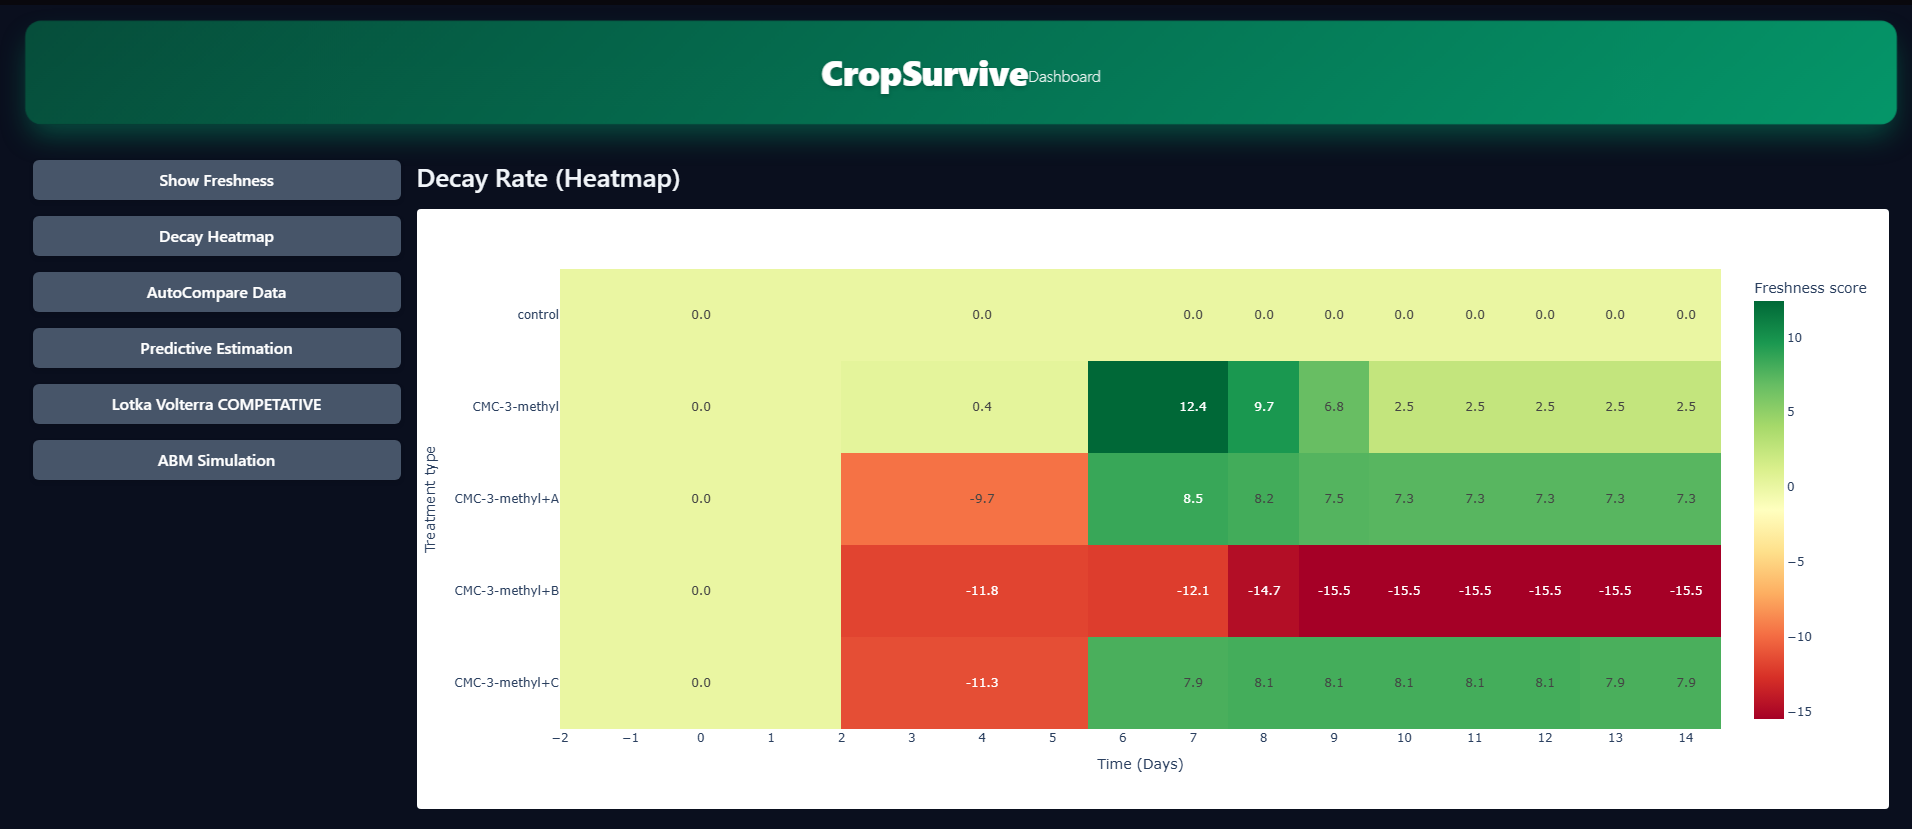 CropSurvive Dashboard
Show Freshness
Decay Heatmap
AutoCompare Data
Predictive Estimation
Lotka Volterra COMPETATIVE
ABM Simulation
Decay Rate (Heatmap)
Treatment type
control 0.0 0.0 0.0 0.0 0.0 0.0 0.0 0.0 0.0 0.0
CMC-3-methyl 0.0 0.4 12.4 9.7 6.8 2.5 2.5 2.5 2.5 2.5
CMC-3-methyl+A 0.0 -9.7 8.5 8.2 7.5 7.3 7.3 7.3 7.3 7.3
CMC-3-methyl+B 0.0 -11.8 -12.1 -14.7 -15.5 -15.5 -15.5 -15.5 -15.5 -15.5
CMC-3-methyl+C 0.0 -11.3 7.9 8.1 8.1 8.1 8.1 8.1 7.9 7.9
−2 −1 0 1 2 3 4 5 6 7 8 9 10 11 12 13 14
Time (Days)
Freshness score
10
5
0
−5
−10
−15